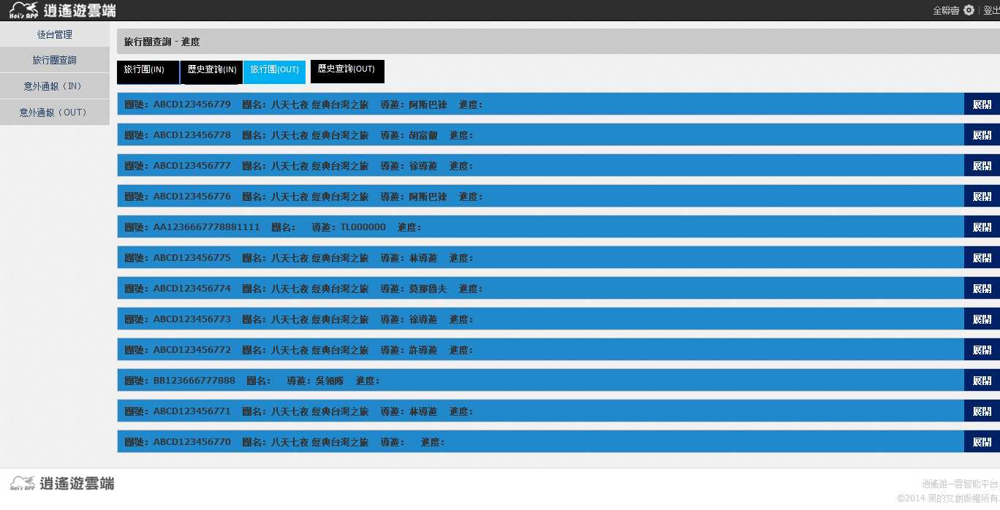 Hei's APP 逍遙遊雲端
全聯會 | 登出
後台管理
旅行團查詢
意外通報（IN）
意外通報（OUT）
旅行團查詢 - 進度
旅行團(IN) 歷史查詢(IN) 旅行團(OUT) 歷史查詢(OUT)
團號：ABCD123456779 團名：八天七夜 經典台灣之旅 導遊：阿斯巴辣 進度： 展開
團號：ABCD123456778 團名：八天七夜 經典台灣之旅 導遊：胡富觀 進度： 展開
團號：ABCD123456777 團名：八天七夜 經典台灣之旅 導遊：徐導遊 進度： 展開
團號：ABCD123456776 團名：八天七夜 經典台灣之旅 導遊：阿斯巴辣 進度： 展開
團號：AA1236667778881111 團名： 導遊：TL000000 進度： 展開
團號：ABCD123456775 團名：八天七夜 經典台灣之旅 導遊：林導遊 進度： 展開
團號：ABCD123456774 團名：八天七夜 經典台灣之旅 導遊：莫那魯夫 進度： 展開
團號：ABCD123456773 團名：八天七夜 經典台灣之旅 導遊：徐導遊 進度： 展開
團號：ABCD123456772 團名：八天七夜 經典台灣之旅 導遊：許導遊 進度： 展開
團號：BB123666777888 團名： 導遊：吳領隊 進度： 展開
團號：ABCD123456771 團名：八天七夜 經典台灣之旅 導遊：林導遊 進度： 展開
團號：ABCD123456770 團名：八天七夜 經典台灣之旅 導遊： 進度： 展開
Hei's APP 逍遙遊雲端
逍遙遊─雲智能平台
©2014 黑的文創版權所有